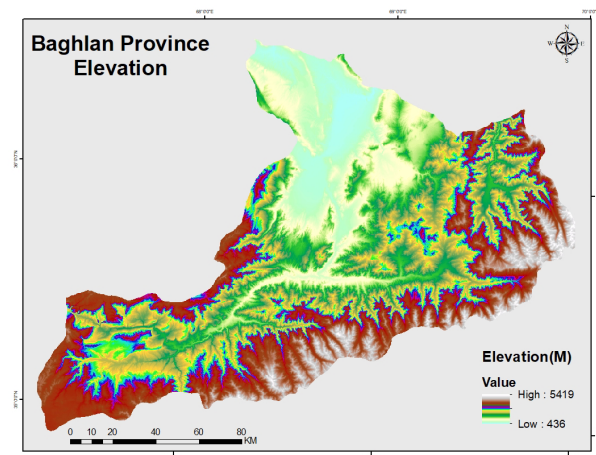 Baghlan Province
Elevation
N
W E
S
Elevation(M)
Value
High : 5419
Low : 436
0 10 20 40 60 80
KM